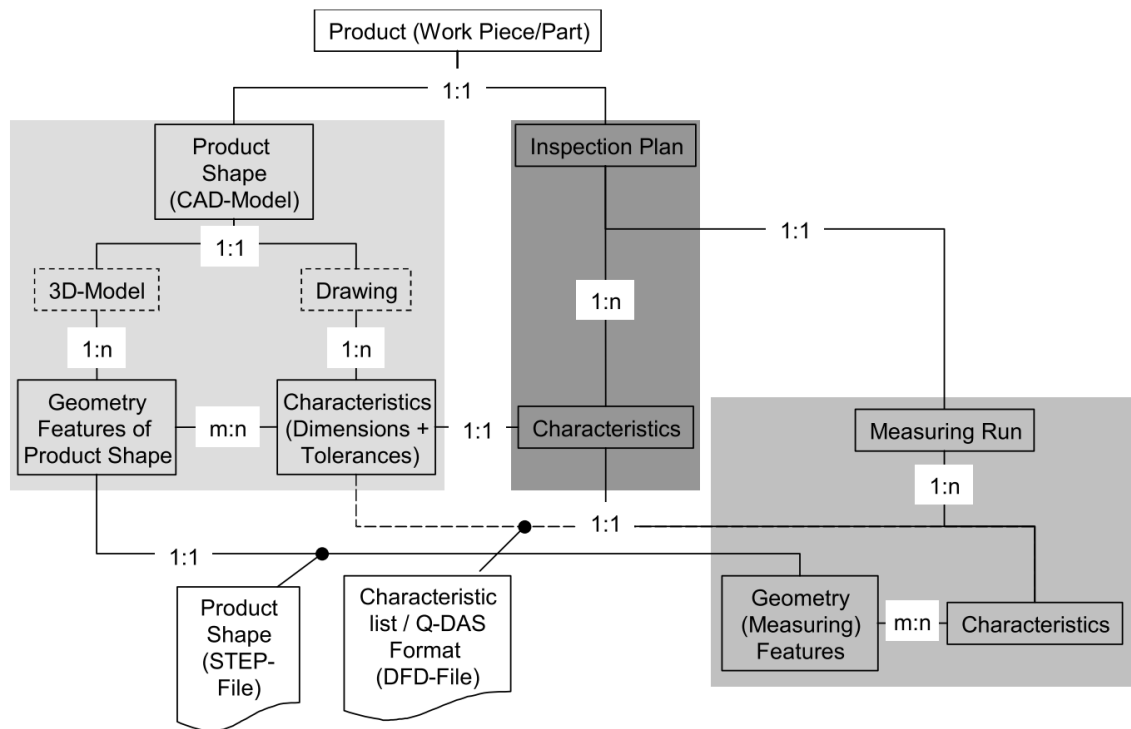 Product (Work Piece/Part)
1:1
Product
Shape
(CAD-Model)
Inspection Plan
1:1
1:1
3D-Model
Drawing
1:n
1:n
1:n
Geometry
Features of
Product Shape
m:n
Characteristics
(Dimensions +
Tolerances)
1:1
Characteristics
Measuring Run
1:n
1:1
1:1
Product
Shape
(STEP-
File)
Characteristic
list / Q-DAS
Format
(DFD-File)
Geometry
(Measuring)
Features
m:n
Characteristics